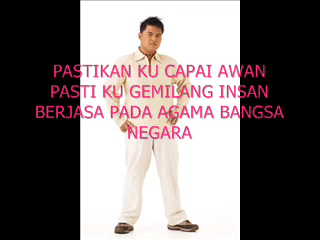 PASTIKAN KU CAPAI AWAN
PASTI KU GEMILANG INSAN
BERJASA PADA AGAMA BANGSA
NEGARA